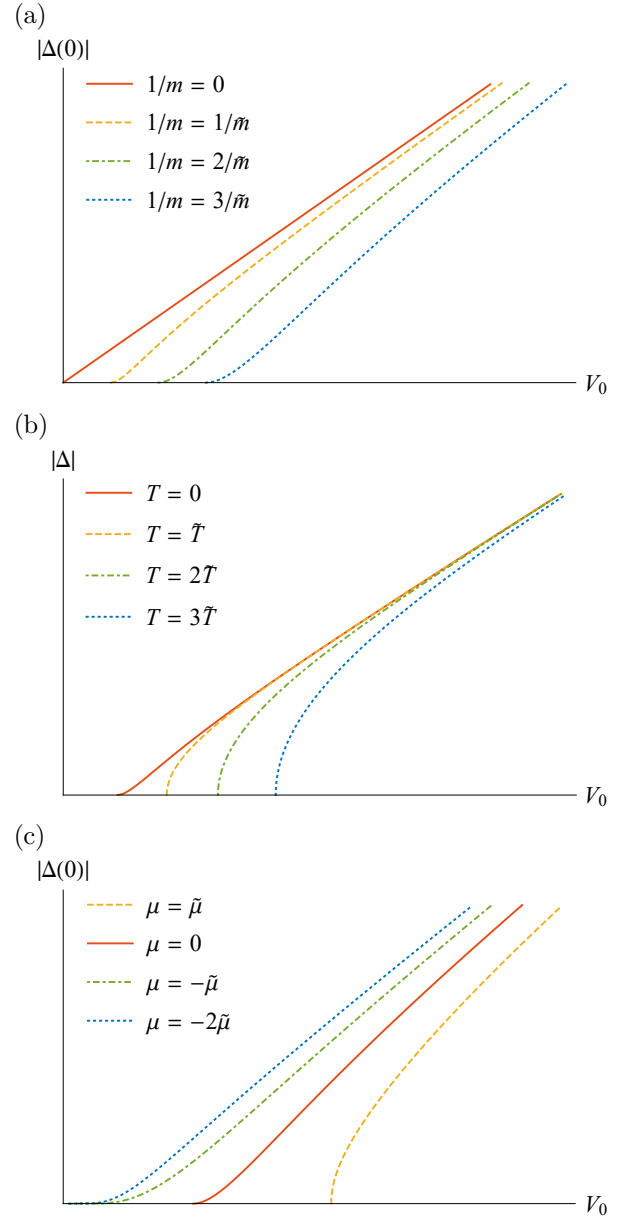 (a)
|Δ(0)|
1/m = 0
1/m = 1/m̃
1/m = 2/m̃
1/m = 3/m̃
V₀
(b)
|Δ|
T = 0
T = T̃
T = 2T̃
T = 3T̃
V₀
(c)
|Δ(0)|
μ = μ̃
μ = 0
μ = -μ̃
μ = -2μ̃
V₀